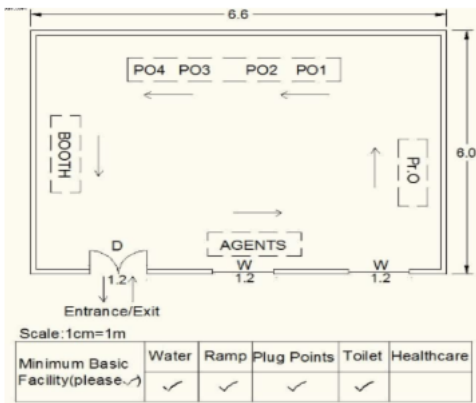 6.6
PO4 PO3 PO2 PO1
BOOTH
Pr.O
6.0
D
AGENTS
W
W
1.2
1.2
1.2
Entrance/Exit
Scale:1cm=1m
Minimum Basic Facility(please✓)
Water Ramp Plug Points Toilet Healthcare
✓ ✓ ✓ ✓